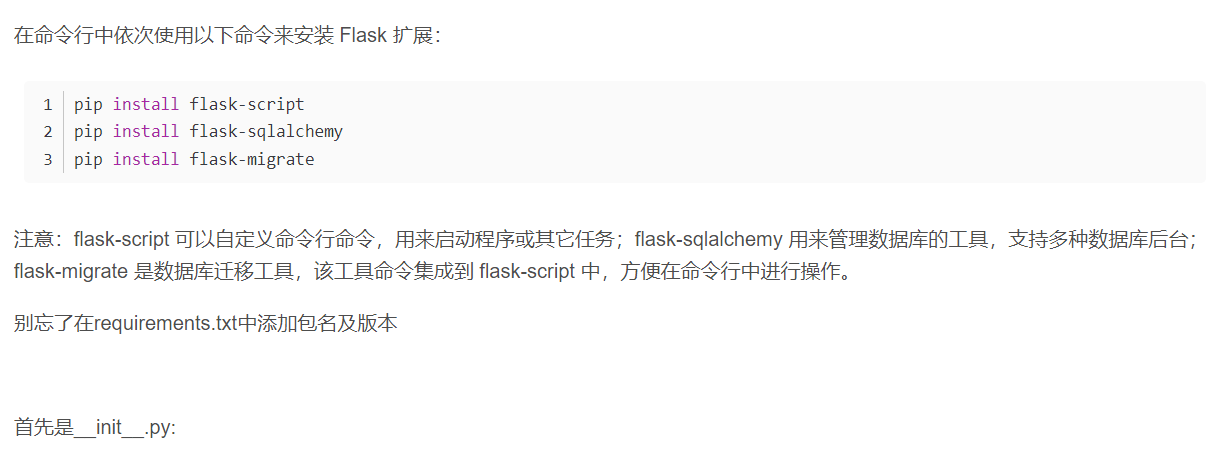 在命令行中依次使用以下命令来安装 Flask 扩展：
1 pip install flask-script
2 pip install flask-sqlalchemy
3 pip install flask-migrate
注意：flask-script 可以自定义命令行命令，用来启动程序或其它任务；flask-sqlalchemy 用来管理数据库的工具，支持多种数据库后台；
flask-migrate 是数据库迁移工具，该工具命令集成到 flask-script 中，方便在命令行中进行操作。
别忘了在requirements.txt中添加包名及版本
首先是__init__.py: